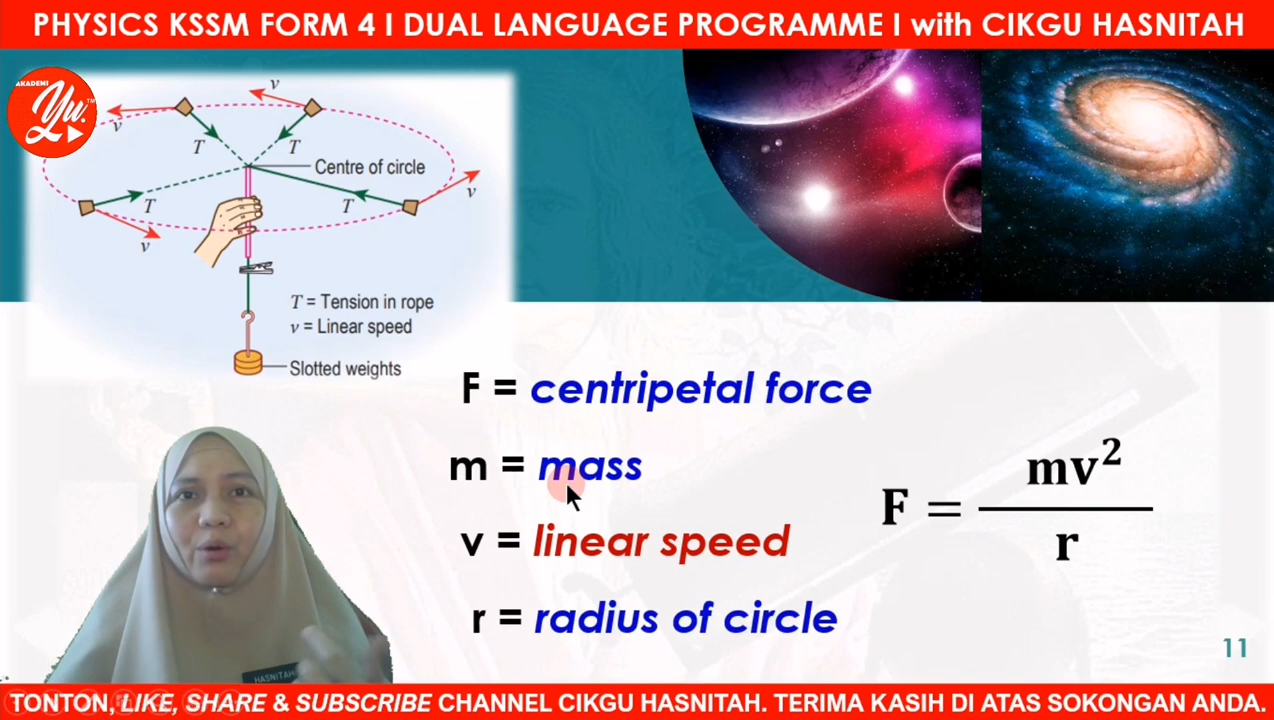 PHYSICS KSSM FORM 4 I DUAL LANGUAGE PROGRAMME I with CIKGU HASNITAH
AKADEMI
Yu.™
v
v
T
T
Centre of circle
v
T
T
v
T = Tension in rope
v = Linear speed
Slotted weights
F = centripetal force
m = mass
v = linear speed
r = radius of circle
F = mv²
r
HASNITAH
11
TONTON, LIKE, SHARE & SUBSCRIBE CHANNEL CIKGU HASNITAH. TERIMA KASIH DI ATAS SOKONGAN ANDA.